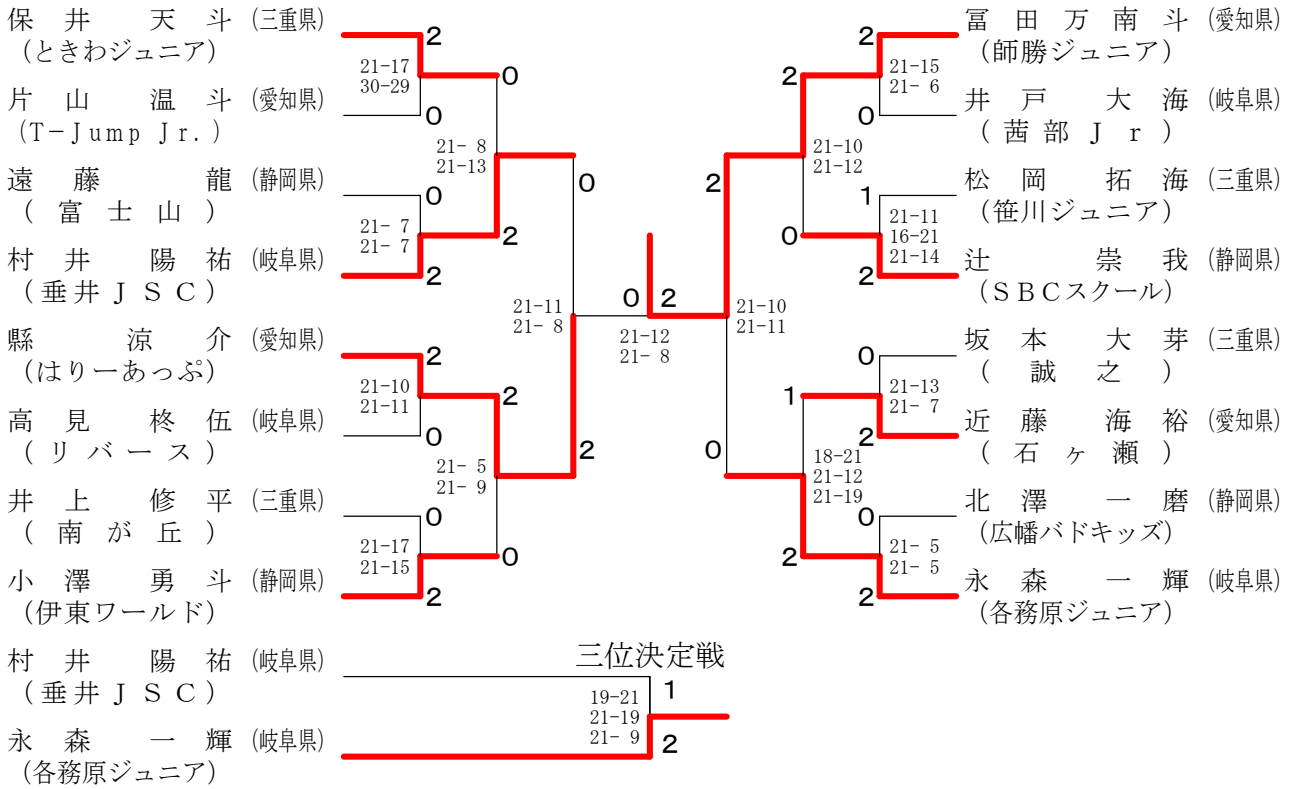 保井 天斗 (三重県)
(ときわジュニア)
2
21-17
30-29
0
片山 温斗 (愛知県)
(T-Jump Jr.)
0
21- 8
21-13
0
遠藤 龍 (静岡県)
(富士山)
0
21- 7
21- 7
2
村井 陽祐 (岐阜県)
(垂井JSC)
2
21-11
21- 8
縣 涼介 (愛知県)
(はりーあっぷ)
2
21-10
21-11
2
高見 柊伍 (岐阜県)
(リバース)
0
21- 5
21- 9
2
井上 修平 (三重県)
(南が丘)
0
21-17
21-15
0
小澤 勇斗 (静岡県)
(伊東ワールド)
2
0 2
21-12
21- 8
冨田万南斗 (愛知県)
(師勝ジュニア)
2
21-15
21- 6
2
井戸 大海 (岐阜県)
(茜部Jr)
0
21-10
21-12
2
松岡 拓海 (三重県)
(笹川ジュニア)
1
21-11
16-21
21-14
0
辻 崇我 (静岡県)
(SBCスクール)
2
21-10
21-11
坂本 大芽 (三重県)
(誠之)
0
21-13
21- 7
1
近藤 海裕 (愛知県)
(石ヶ瀬)
2
18-21
21-12
21-19
0
北澤 一磨 (静岡県)
(広幡バドキッズ)
0
21- 5
21- 5
2
永森 一輝 (岐阜県)
(各務原ジュニア)
2
三位決定戦
村井 陽祐 (岐阜県)
(垂井JSC)
1
19-21
21-19
21- 9
2
永森 一輝 (岐阜県)
(各務原ジュニア)